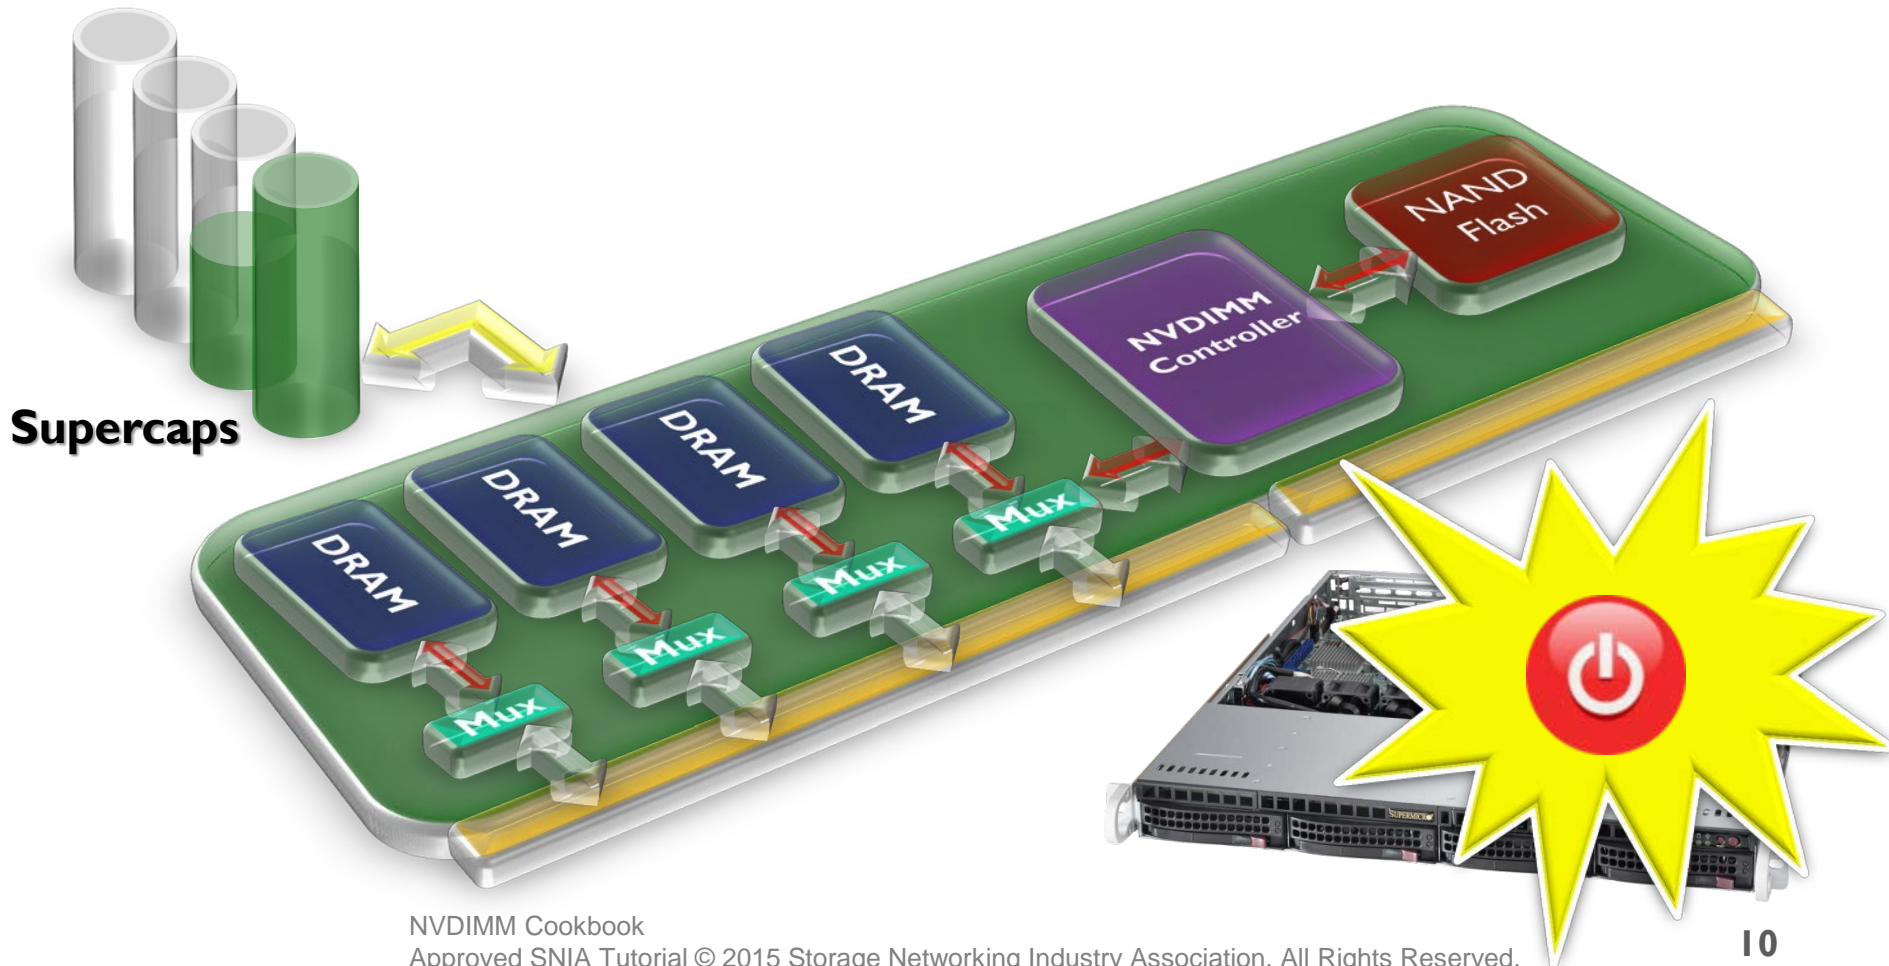 NAND
Flash
NVDIMM
Controller
DRAM
DRAM
DRAM
DRAM
Mux
Mux
Mux
Mux
Supercaps
SUPERMICRO
NVDIMM Cookbook
Approved SNIA Tutorial © 2015 Storage Networking Industry Association. All Rights Reserved.
10